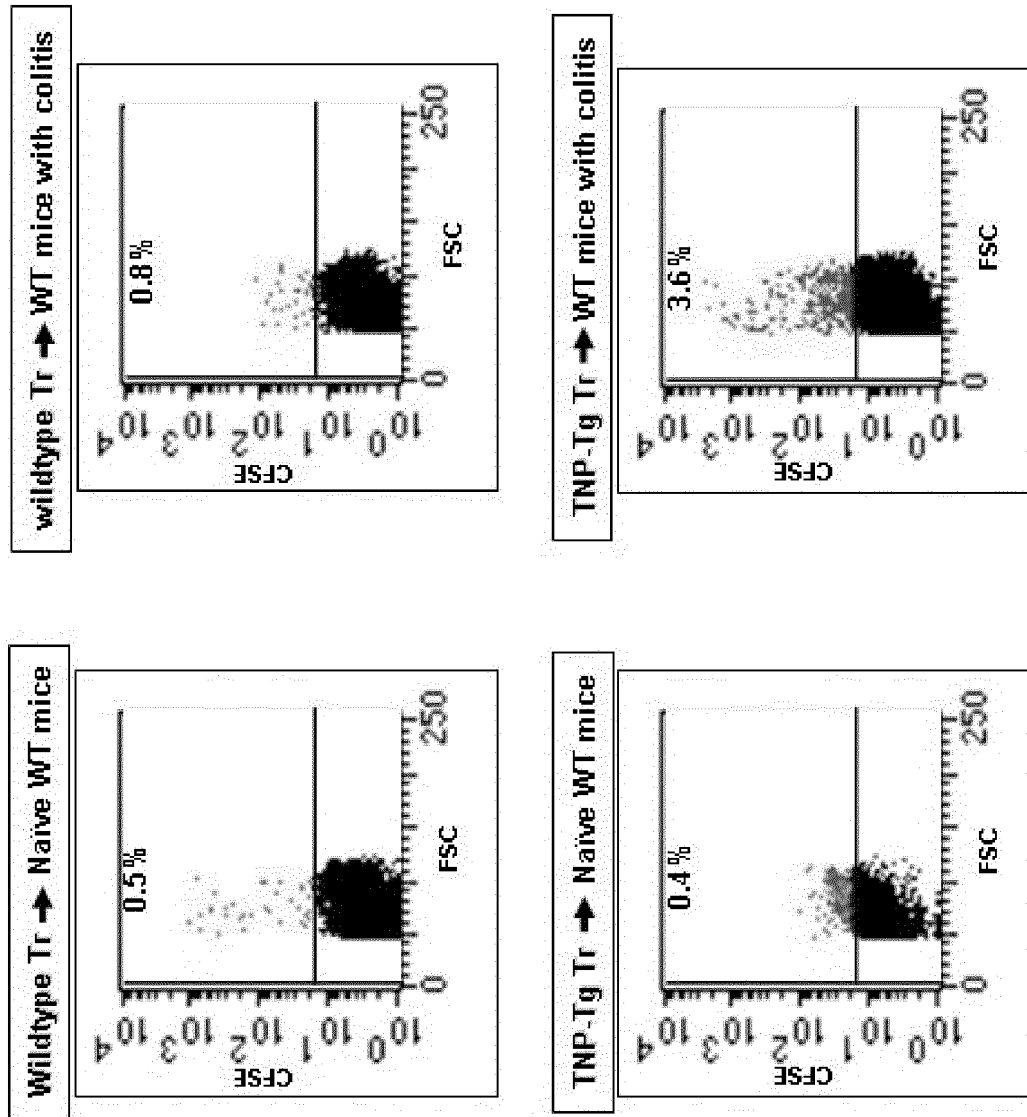 Wildtype Tr → Naïve WT mice
0.5 %
10 4
10 3
10 2
10 1
10 0
CFSE
0 250
FSC
wildtype Tr → WT mice with colitis
0.8 %
10 4
10 3
10 2
10 1
10 0
CFSE
0 250
FSC
TNP-Tg Tr → Naïve WT mice
0.4 %
10 4
10 3
10 2
10 1
10 0
CFSE
0 250
FSC
TNP-Tg Tr → WT mice with colitis
3.6 %
10 4
10 3
10 2
10 1
10 0
CFSE
0 250
FSC